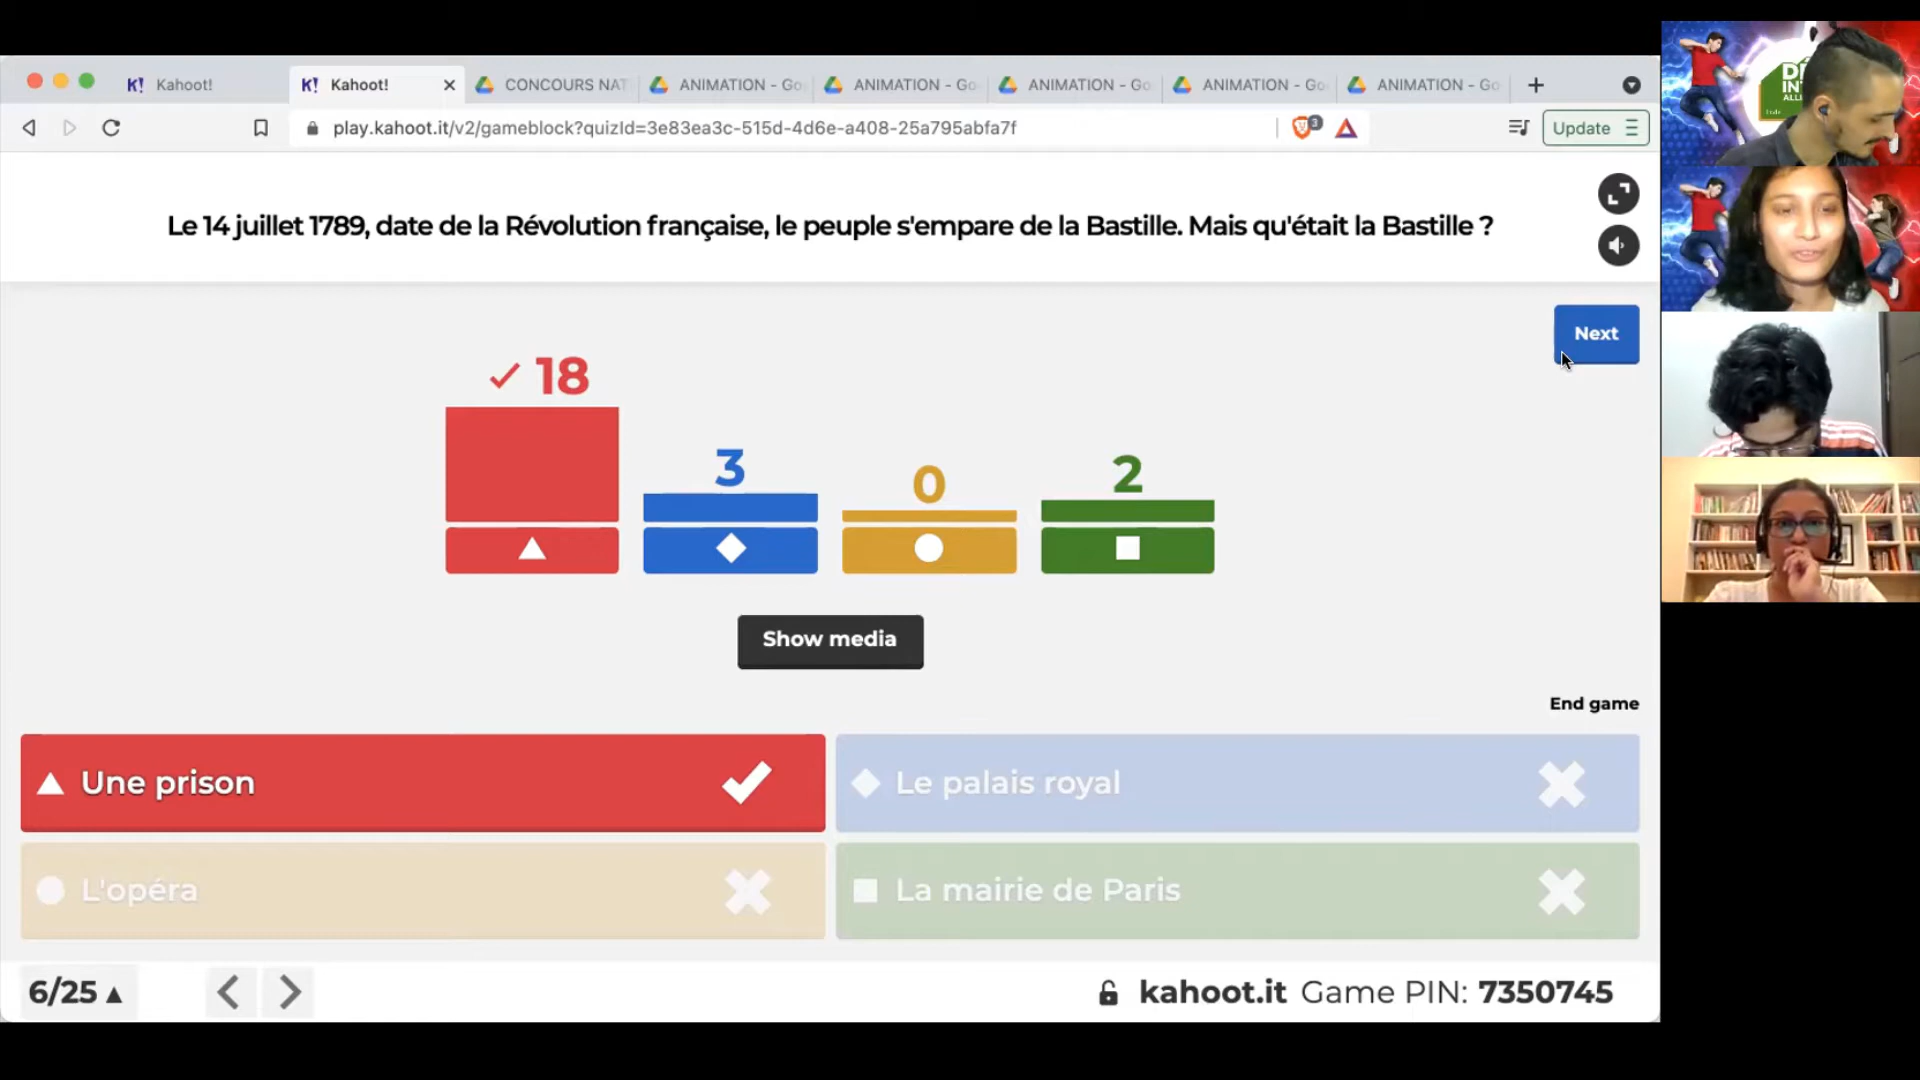 Kahoot!
Kahoot!
CONCOURS NAT
ANIMATION - Go
ANIMATION - Go
ANIMATION - Go
ANIMATION - Go
ANIMATION - Go
play.kahoot.it/v2/gameblock?quizId=3e83ea3c-515d-4d6e-a408-25a795abfa7f
3
Update
Le 14 juillet 1789, date de la Révolution française, le peuple s'empare de la Bastille. Mais qu'était la Bastille ?
Next
18
3
0
2
Show media
End game
Une prison
Le palais royal
L'opéra
La mairie de Paris
6/25
kahoot.it Game PIN: 7350745